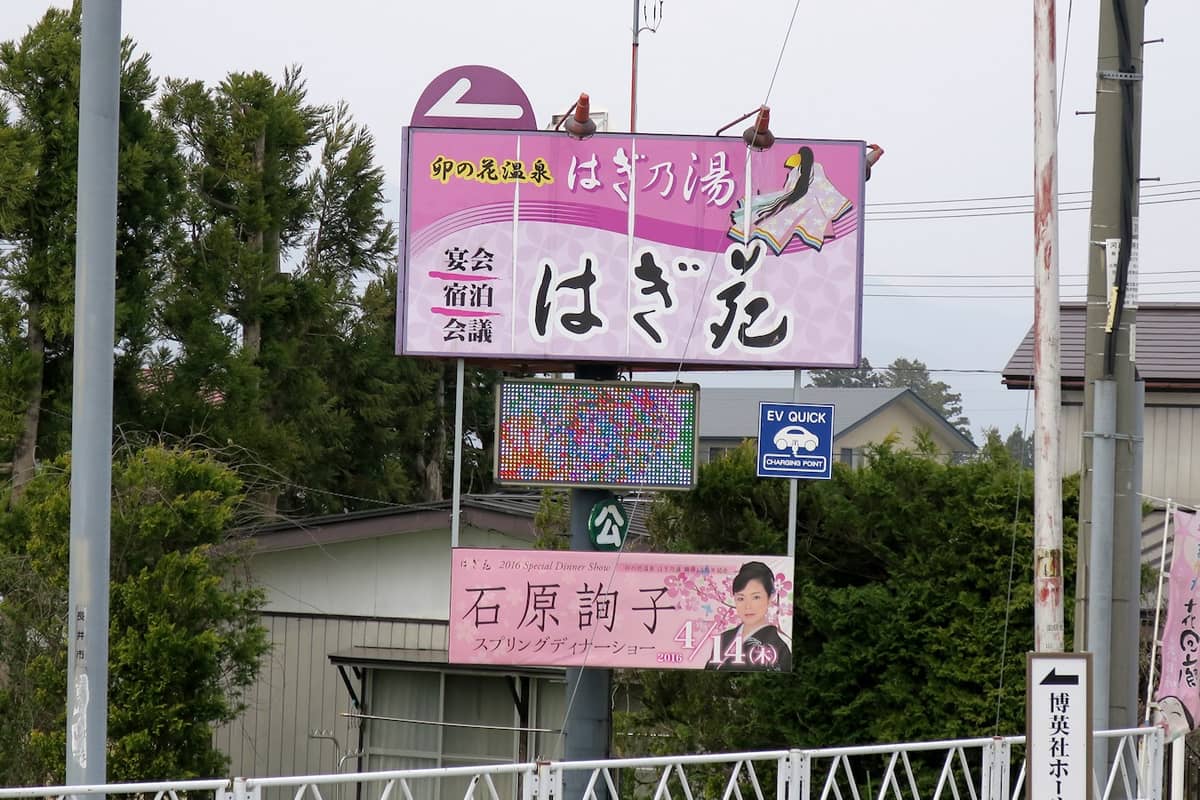 卯の花温泉 はぎ乃湯
宴会
宿泊
会議
はぎ苑
EV QUICK
CHARGING POINT
公
はぎ苑 2016 Special Dinner Show
石原詢子
スプリングディナーショー
2016 4/14(木)
長井市
博英社ホー